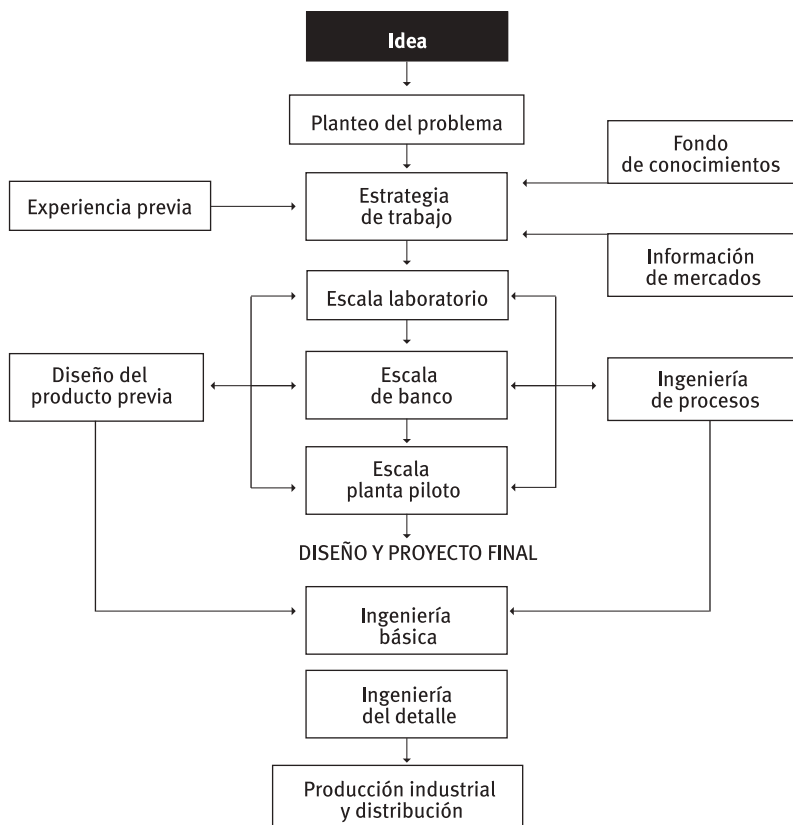 Idea
Planteo del problema
Fondo
de conocimientos
Experiencia previa
Estrategia
de trabajo
Información
de mercados
Escala laboratorio
Diseño del
producto previa
Escala
de banco
Ingeniería
de procesos
Escala
planta piloto
DISEÑO Y PROYECTO FINAL
Ingeniería
básica
Ingeniería
del detalle
Producción industrial
y distribución